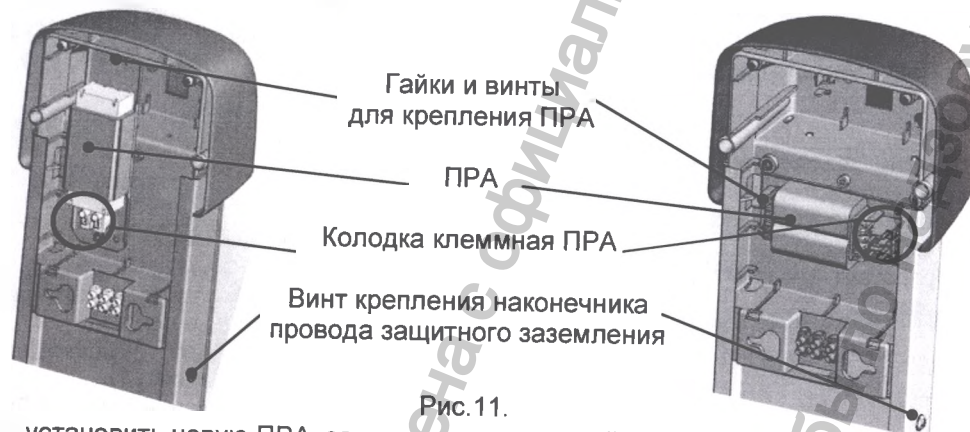 Гайки и винты
для крепления ПРА
ПРА
Колодка клеммная ПРА
Винт крепления наконечника
провода защитного заземления
Рис.11.
установить новую ПРА